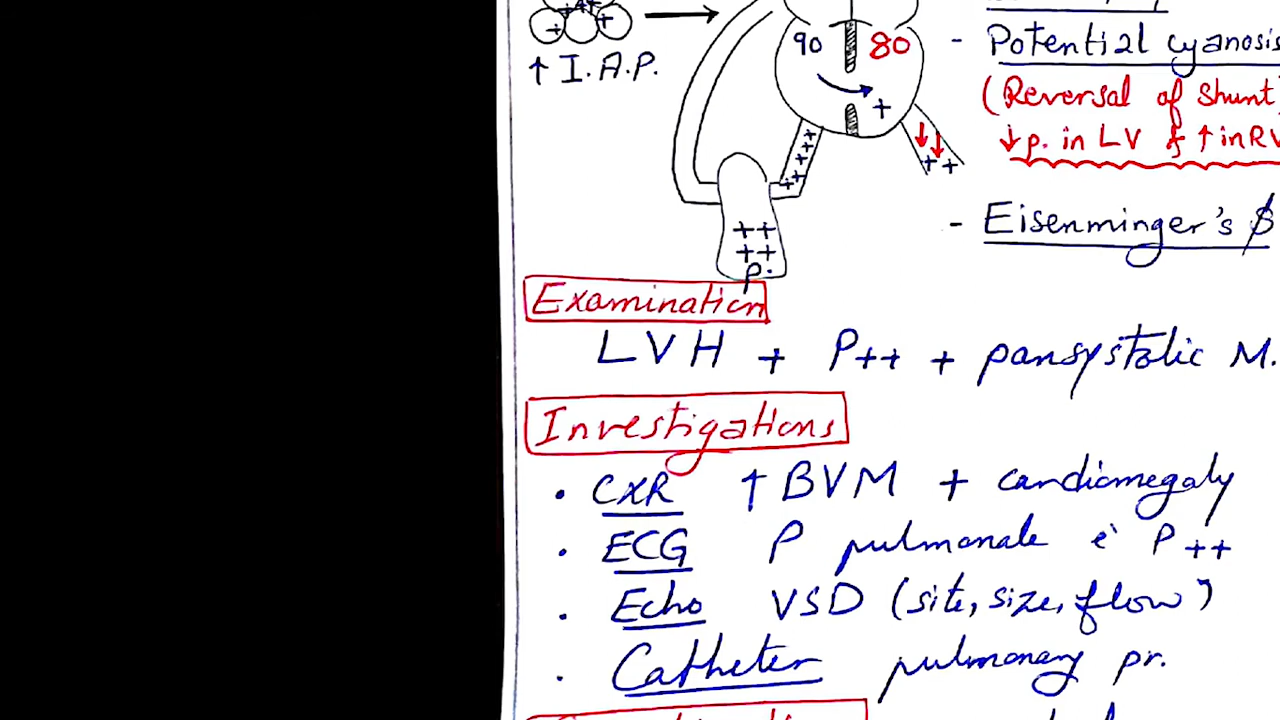 90 80
↑ I.A.P.
- Potential cyanosis
(Reversal of shunt)
↓ p. in LV & ↑ in RV
- Eisenminger's $
++
++
p.
Examination
LVH + P++ + pansystolic M.
Investigations
• CXR ↑ BVM + cardiomegaly
• ECG P pulmonale ē P++
• Echo VSD (site, size, flow)
• Catheter pulmonary pr.